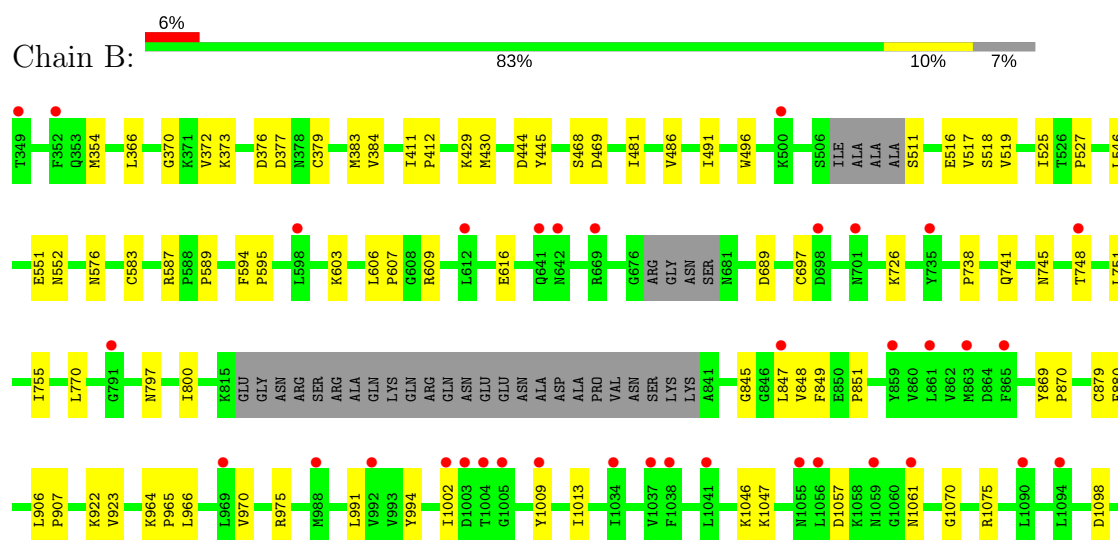 6%
Chain B:
83% 10% 7%
T349 F352 Q353 M354 L366 G370 K371 V372 K373 D376 D377 N378 C379 M383 V384 I411 P412 K429 M430 D444 Y445 S468 D469 I481 V486 I491 W496 K500 S506 ILE ALA ALA ALA S511 E516 V517 S518 V519 I525 T526 P527 L546
E551 N552 N576 C583 R587 P588 P589 F594 P595 L598 K603 L606 P607 G608 R609 L612 E616 Q641 N642 R669 G676 ARG GLY ASN SER N681 D689 C697 D698 N701 K726 Y735 P738 Q741 N745 T748 L751
I755 L770 G791 N797 I800 K815 GLU GLY ASN ARG SER ARG ALA GLN LYS GLN ARG GLN ASN GLU GLU ASN ALA ASP ALA PRO VAL ASN SER LYS LYS A841 G845 G846 L847 V848 F849 E850 P851 Y859 V860 L861 V862 M863 D864 F865 Y869 P870 C879
L906 P907 K922 V923 K964 P965 L966 L969 V970 R975 M988 L991 V992 V993 Y994 I1002 D1003 T1004 G1005 Y1009 I1013 I1034 V1037 F1038 L1041 K1046 K1047 N1055 L1056 D1057 K1058 N1059 G1060 N1061 G1070 R1075 L1090 L1094 D1098